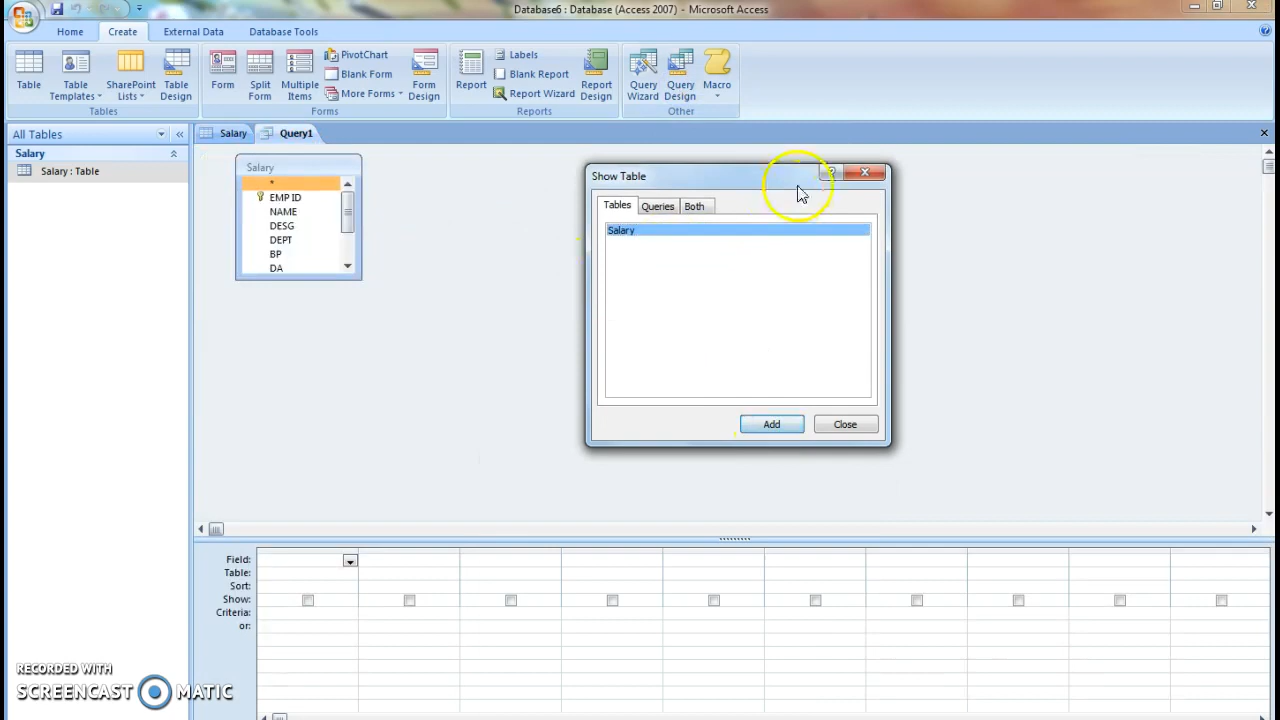 Database6 : Database (Access 2007) - Microsoft Access
Home Create External Data Database Tools
Table
Table Templates
SharePoint Lists
Table Design
Tables
Form
Split Form
Multiple Items
PivotChart
Blank Form
More Forms
Form Design
Forms
Report
Labels
Blank Report
Report Wizard
Report Design
Reports
Query Wizard
Query Design
Macro
Other
All Tables
Salary
Salary : Table
Salary Query1
Salary
*
EMP ID
NAME
DESG
DEPT
BP
DA
Show Table
Tables Queries Both
Salary
Add Close
Field:
Table:
Sort:
Show:
Criteria:
or:
RECORDED WITH
SCREENCAST MATIC